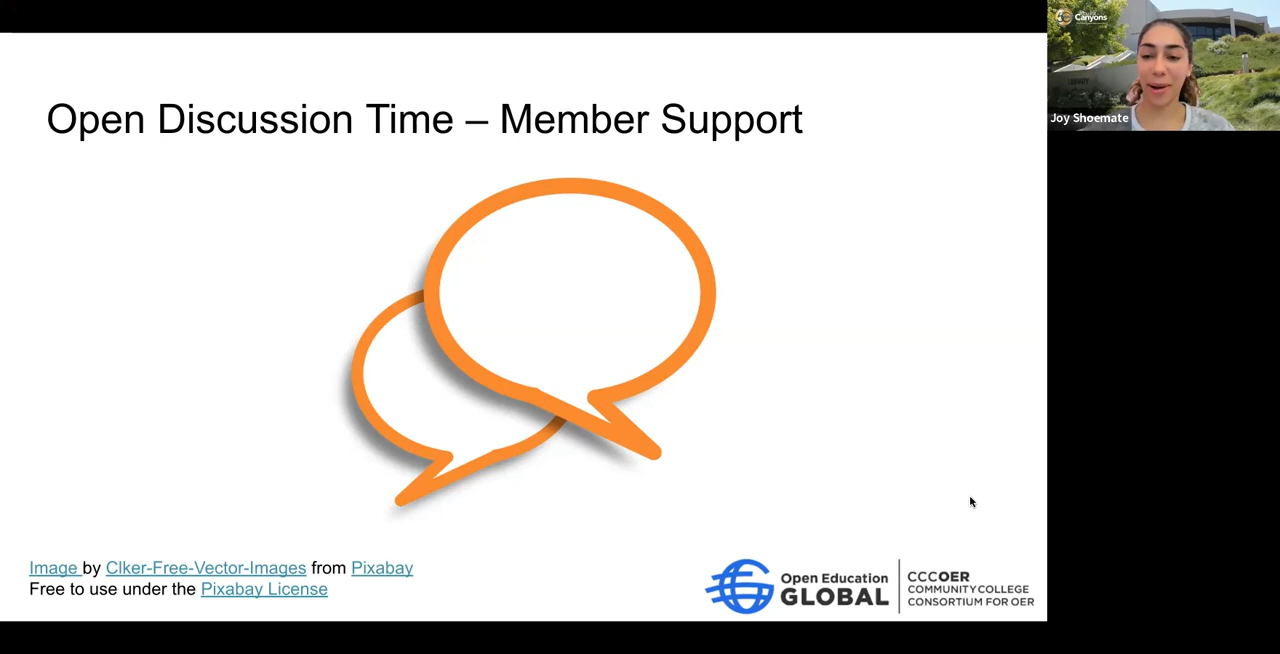 Open Discussion Time – Member Support
Image by Clker-Free-Vector-Images from Pixabay
Free to use under the Pixabay License
Open Education
GLOBAL
CCCOER
COMMUNITY COLLEGE
CONSORTIUM FOR OER
Canyons
Joy Shoemate